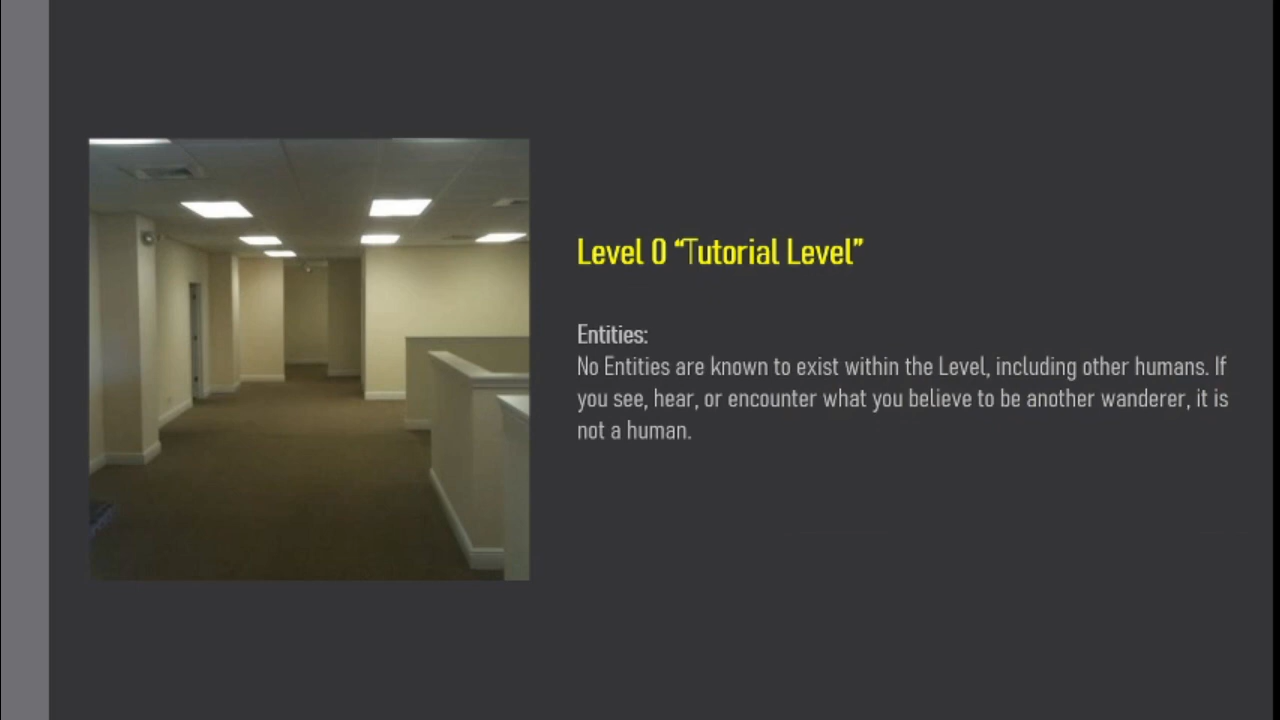 Level 0 “Tutorial Level”
Entities:
No Entities are known to exist within the Level, including other humans. If
you see, hear, or encounter what you believe to be another wanderer, it is
not a human.